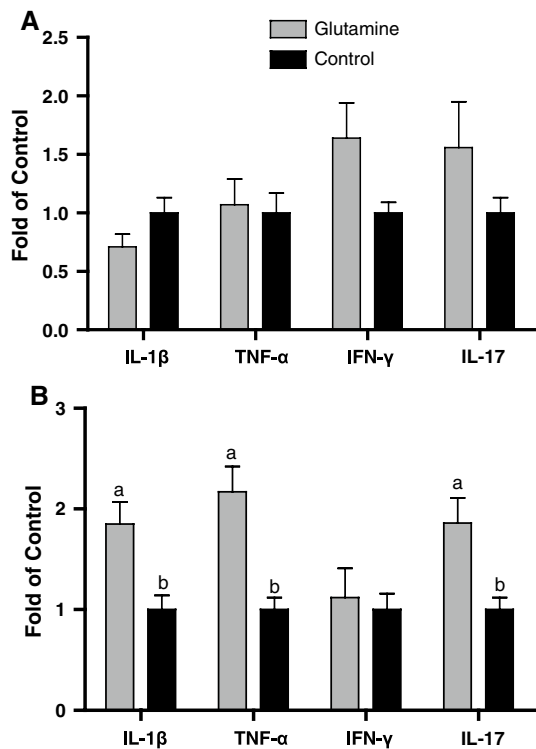 A
Glutamine
Control
Fold of Control
2.5
2.0
1.5
1.0
0.5
0.0
IL-1β TNF-α IFN-γ IL-17
B
Fold of Control
3
2
1
0
a b a b a b
IL-1β TNF-α IFN-γ IL-17